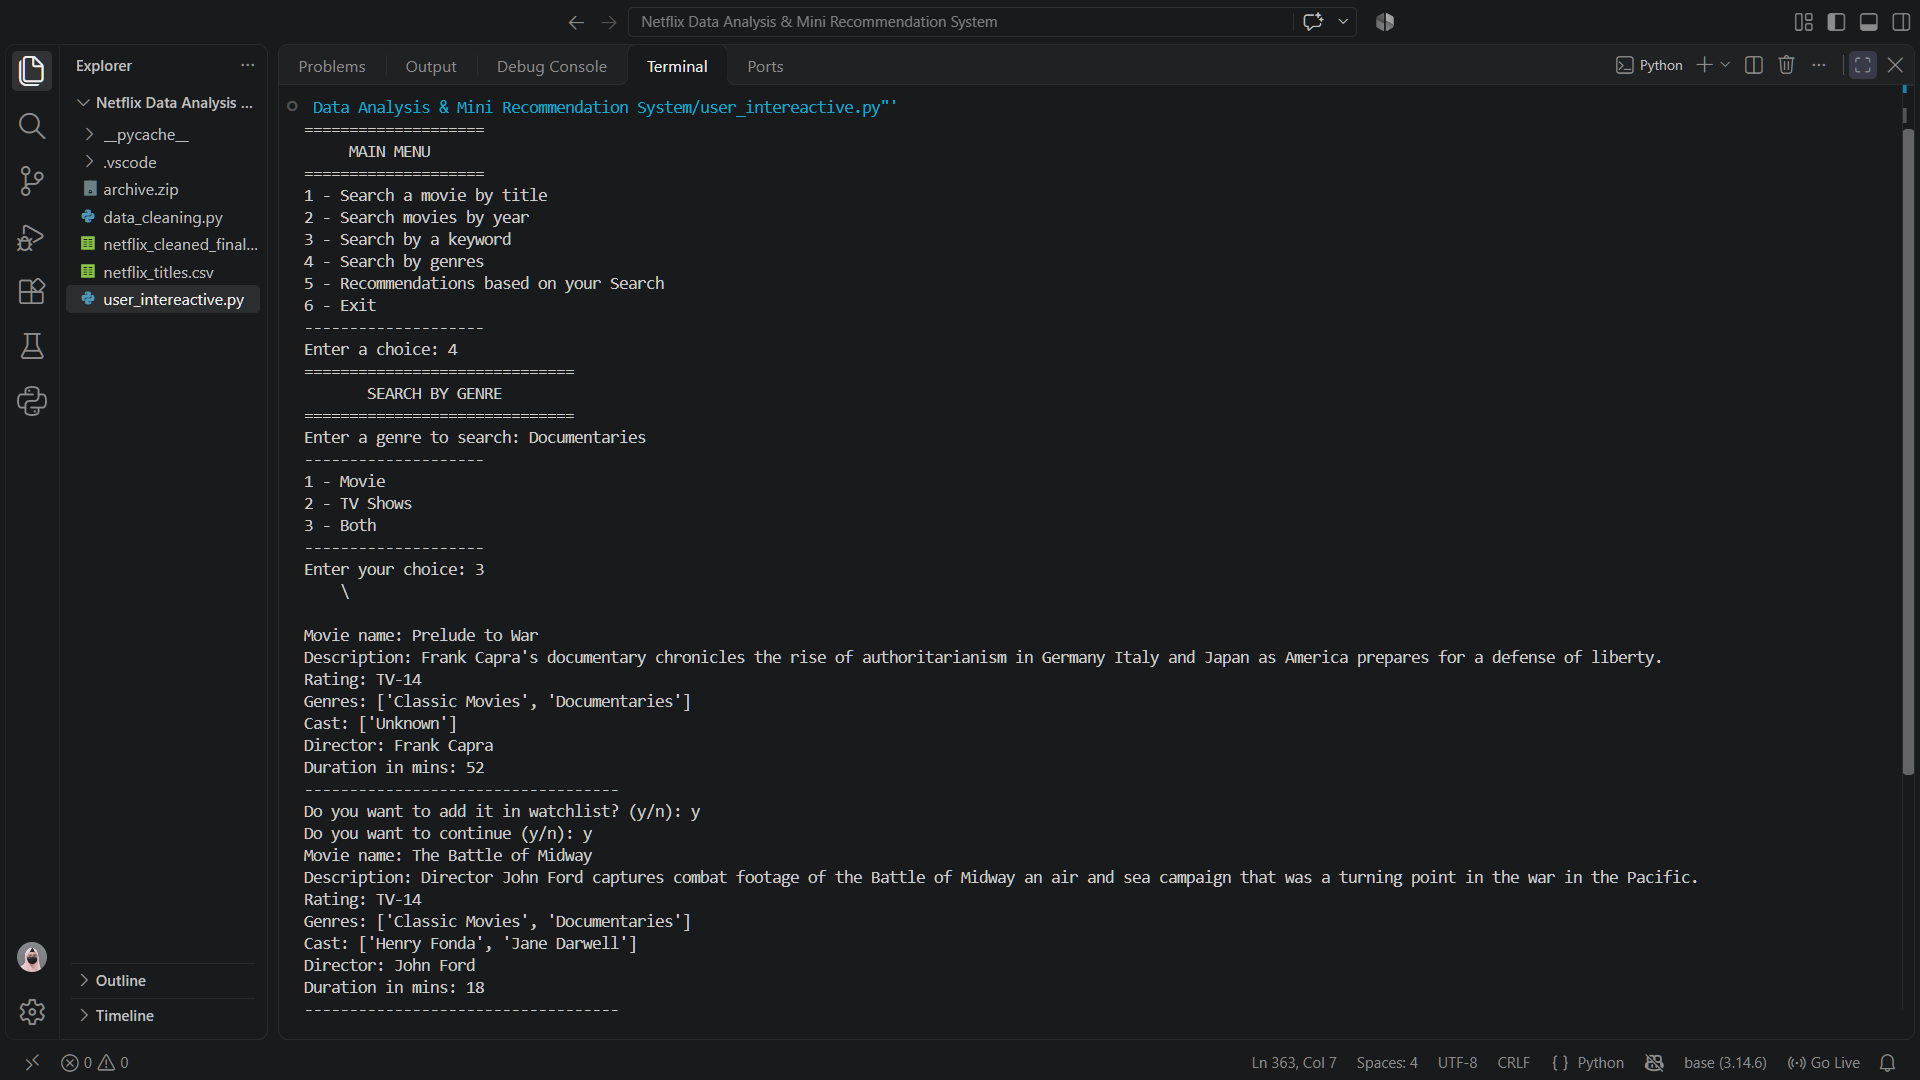 Netflix Data Analysis & Mini Recommendation System
Explorer
Netflix Data Analysis ...
__pycache__
.vscode
archive.zip
data_cleaning.py
netflix_cleaned_final...
netflix_titles.csv
user_intereactive.py
Outline
Timeline
Problems Output Debug Console Terminal Ports
Python
Data Analysis & Mini Recommendation System/user_intereactive.py"'
====================
     MAIN MENU
====================
1 - Search a movie by title
2 - Search movies by year
3 - Search by a keyword
4 - Search by genres
5 - Recommendations based on your Search
6 - Exit
--------------------
Enter a choice: 4
==============================
       SEARCH BY GENRE
==============================
Enter a genre to search: Documentaries
--------------------
1 - Movie
2 - TV Shows
3 - Both
--------------------
Enter your choice: 3
    \
Movie name: Prelude to War
Description: Frank Capra's documentary chronicles the rise of authoritarianism in Germany Italy and Japan as America prepares for a defense of liberty.
Rating: TV-14
Genres: ['Classic Movies', 'Documentaries']
Cast: ['Unknown']
Director: Frank Capra
Duration in mins: 52
-----------------------------------
Do you want to add it in watchlist? (y/n): y
Do you want to continue (y/n): y
Movie name: The Battle of Midway
Description: Director John Ford captures combat footage of the Battle of Midway an air and sea campaign that was a turning point in the war in the Pacific.
Rating: TV-14
Genres: ['Classic Movies', 'Documentaries']
Cast: ['Henry Fonda', 'Jane Darwell']
Director: John Ford
Duration in mins: 18
-----------------------------------
0 0
Ln 363, Col 7 Spaces: 4 UTF-8 CRLF { } Python base (3.14.6) Go Live